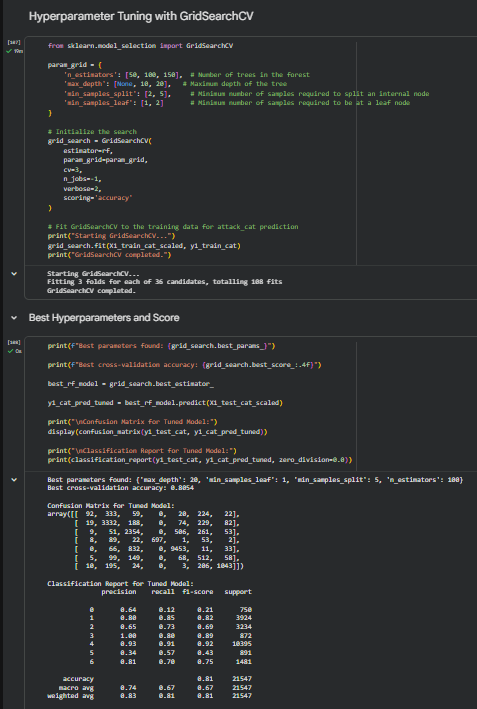 Hyperparameter Tuning with GridSearchCV
[107]
19m
from sklearn.model_selection import GridSearchCV
param_grid = {
'n_estimators': [50, 100, 150], # Number of trees in the forest
'max_depth': [None, 10, 20], # Maximum depth of the tree
'min_samples_split': [2, 5], # Minimum number of samples required to split an internal node
'min_samples_leaf': [1, 2] # Minimum number of samples required to be at a leaf node
}
# Initialize the search
grid_search = GridSearchCV(
estimator=rf,
param_grid=param_grid,
cv=3,
n_jobs=-1,
verbose=2,
scoring='accuracy'
)
# Fit GridSearchCV to the training data for attack_cat prediction
print("Starting GridSearchCV...")
grid_search.fit(X1_train_cat_scaled, y1_train_cat)
print("GridSearchCV completed.")
Starting GridSearchCV...
Fitting 3 folds for each of 36 candidates, totalling 108 fits
GridSearchCV completed.
Best Hyperparameters and Score
[108]
0s
print(f"Best parameters found: {grid_search.best_params_}")
print(f"Best cross-validation accuracy: {grid_search.best_score_:.4f}")
best_rf_model = grid_search.best_estimator_
y1_cat_pred_tuned = best_rf_model.predict(X1_test_cat_scaled)
print("\nConfusion Matrix for Tuned Model:")
display(confusion_matrix(y1_test_cat, y1_cat_pred_tuned))
print("\nClassification Report for Tuned Model:")
print(classification_report(y1_test_cat, y1_cat_pred_tuned, zero_division=0.0))
Best parameters found: {'max_depth': 20, 'min_samples_leaf': 1, 'min_samples_split': 5, 'n_estimators': 100}
Best cross-validation accuracy: 0.8054
Confusion Matrix for Tuned Model:
array([[ 92, 333, 59, 0, 20, 224, 22],
[ 19, 3332, 188, 0, 74, 229, 82],
[ 9, 51, 2354, 0, 506, 261, 53],
[ 8, 89, 22, 697, 1, 53, 2],
[ 0, 66, 832, 0, 9453, 11, 33],
[ 5, 99, 149, 0, 68, 512, 58],
[ 10, 195, 24, 0, 3, 206, 1043]])
Classification Report for Tuned Model:
precision recall f1-score support
0 0.64 0.12 0.21 750
1 0.80 0.85 0.82 3924
2 0.65 0.73 0.69 3234
3 1.00 0.80 0.89 872
4 0.93 0.91 0.92 10395
5 0.34 0.57 0.43 891
6 0.81 0.70 0.75 1481
accuracy 0.81 21547
macro avg 0.74 0.67 0.67 21547
weighted avg 0.83 0.81 0.81 21547